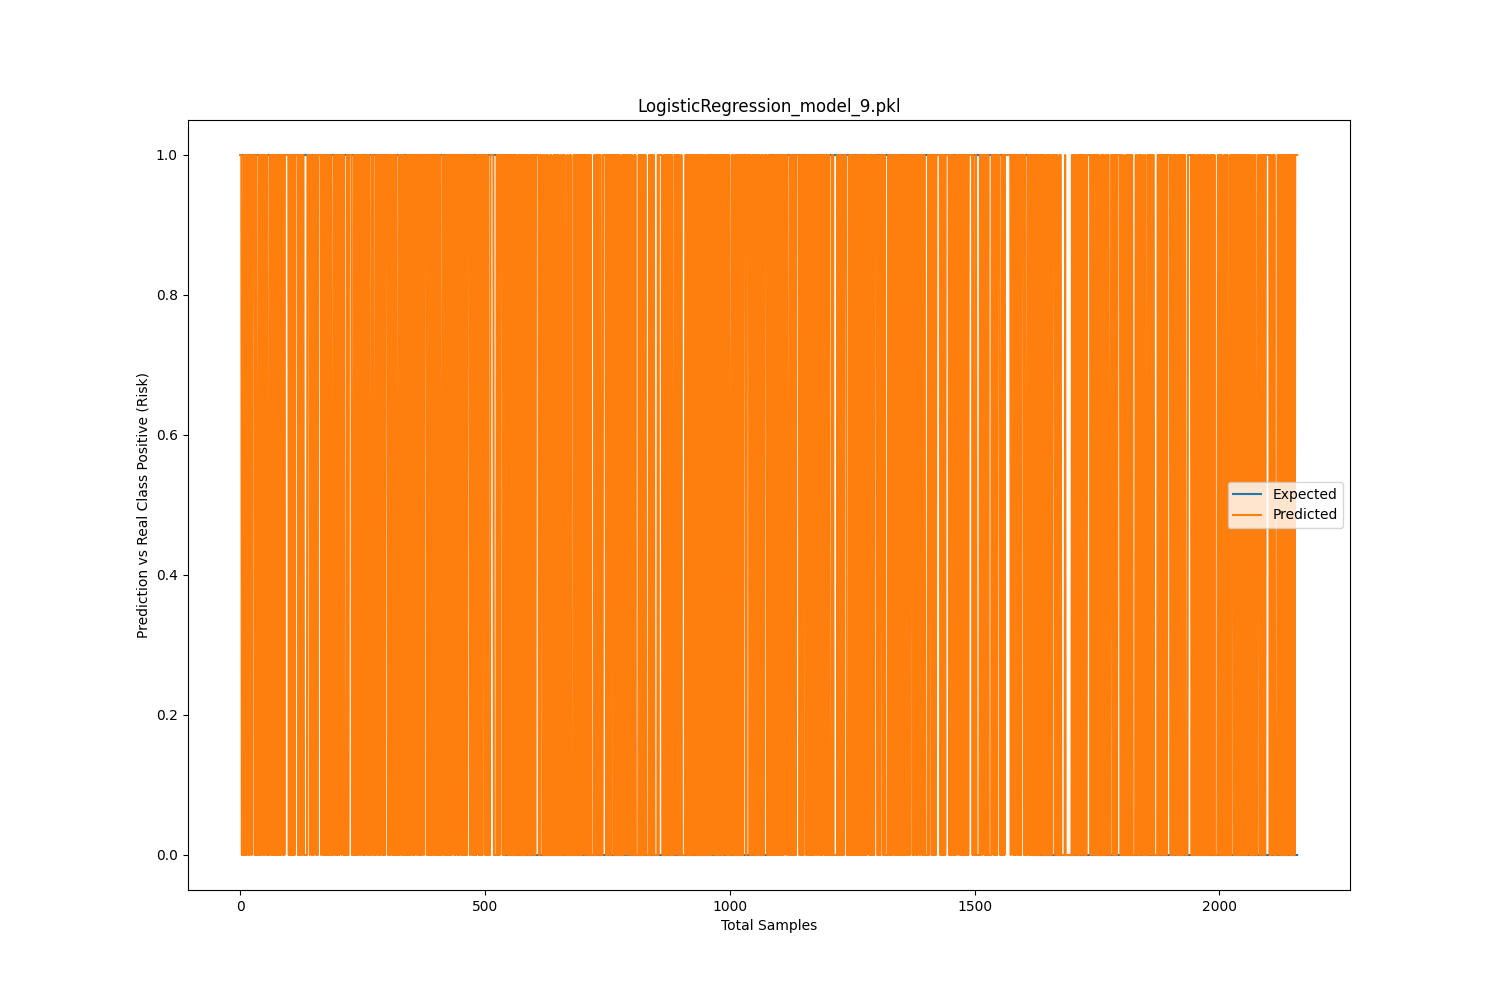 LogisticRegression_model_9.pkl
1.0
0.8
0.6
0.4
0.2
0.0
Prediction vs Real Class Positive (Risk)
Expected
Predicted
0 500 1000 1500 2000
Total Samples